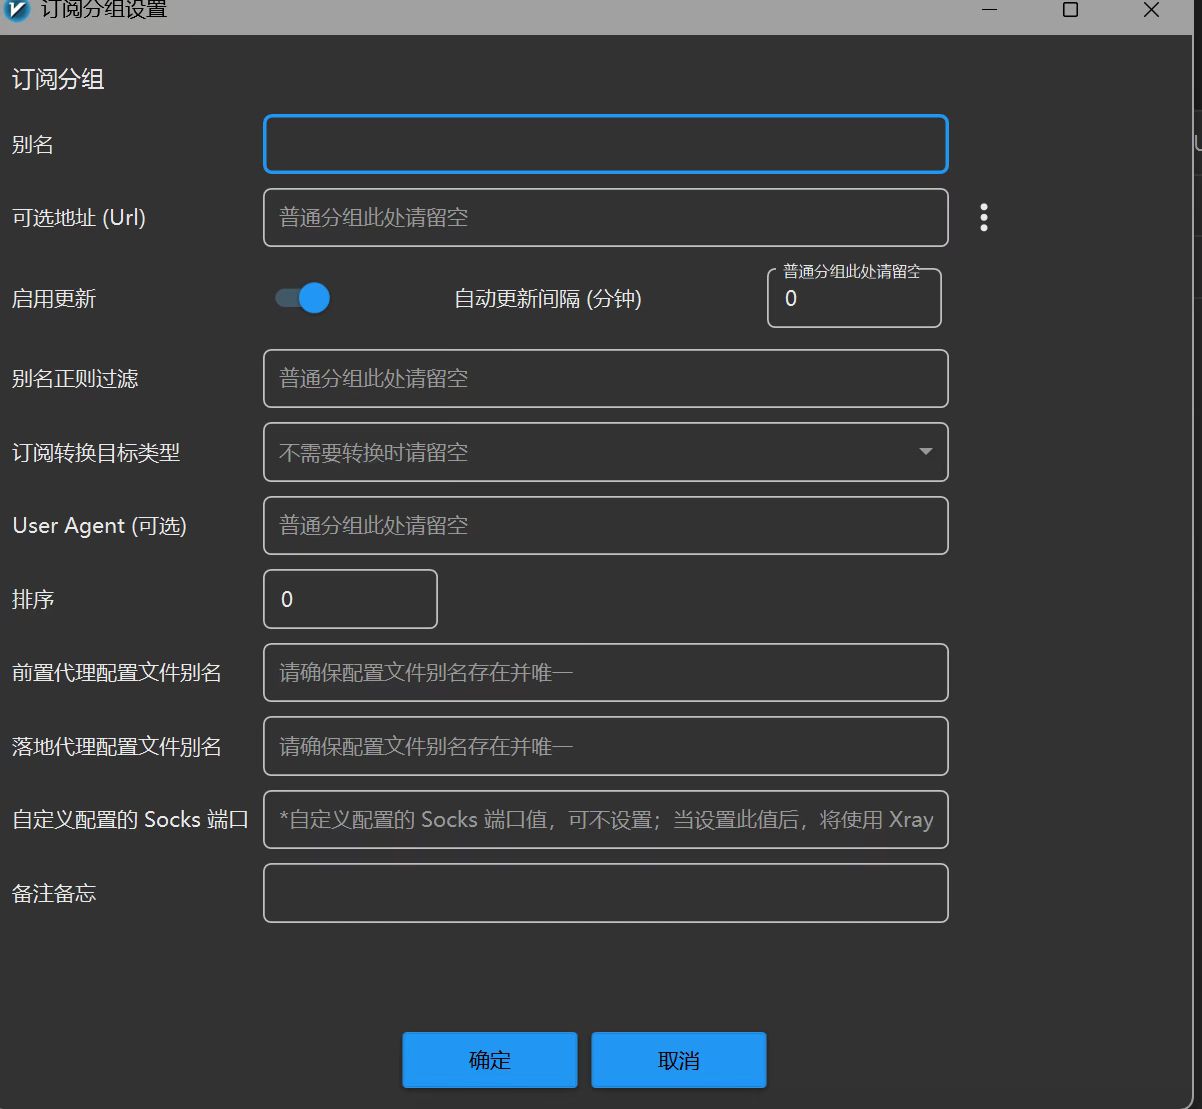 订阅分组设置
订阅分组
别名
可选地址 (Url)
普通分组此处请留空
启用更新
自动更新间隔 (分钟)
普通分组此处请留空
0
别名正则过滤
普通分组此处请留空
订阅转换目标类型
不需要转换时请留空
User Agent (可选)
普通分组此处请留空
排序
0
前置代理配置文件别名
请确保配置文件别名存在并唯一
落地代理配置文件別名
请确保配置文件别名存在并唯一
自定义配置的 Socks 端口
*自定义配置的 Socks 端口值，可不设置；当设置此值后，将使用 Xray
备注备忘
确定
取消